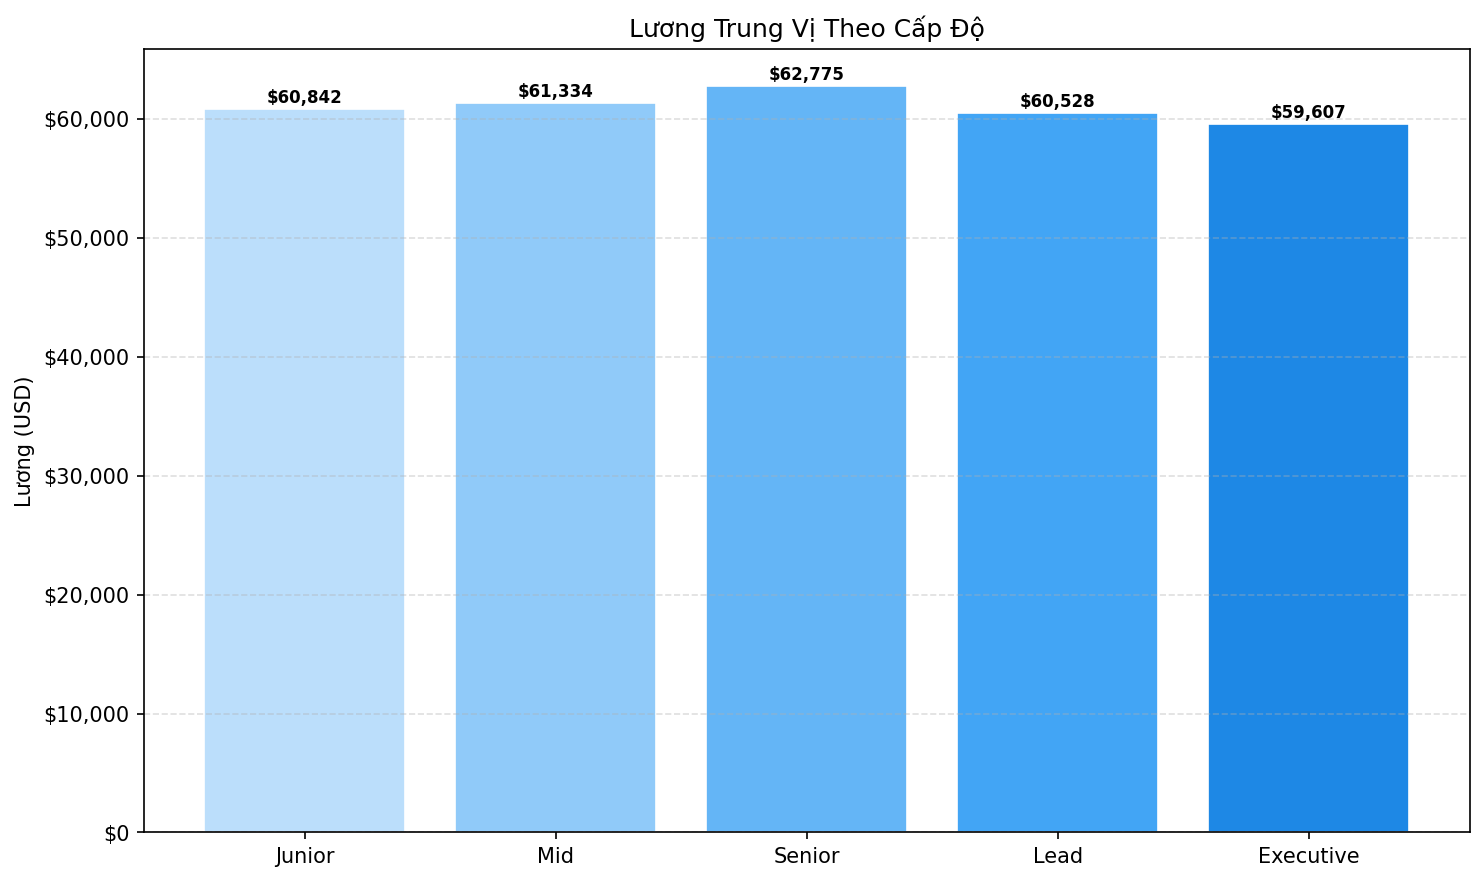 Lương Trung Vị Theo Cấp Độ
Lương (USD)
$60,000
$50,000
$40,000
$30,000
$20,000
$10,000
$0
$60,842
$61,334
$62,775
$60,528
$59,607
Junior
Mid
Senior
Lead
Executive